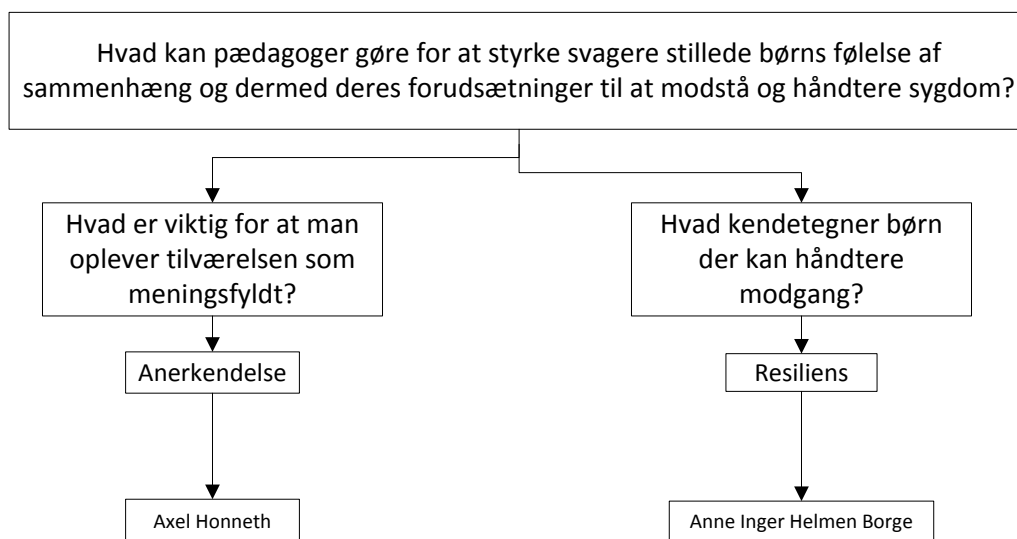 Hvad kan pædagoger gøre for at styrke svagere stillede børns følelse af
sammenhæng og dermed deres forudsætninger til at modstå og håndtere sygdom?
Hvad er viktig for at man
oplever tilværelsen som
meningsfyldt?
Anerkendelse
Axel Honneth
Hvad kendetegner børn
der kan håndtere
modgang?
Resiliens
Anne Inger Helmen Borge